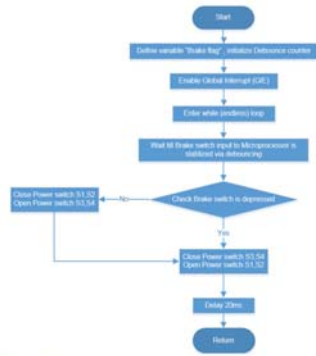 Start
Define variable "Brake flag" , initialize Debounce counter
Enable Global Interrupt (GIE)
Enter while (endless) loop
Wait till Brake switch input to Microprocessor is
stabilized via debouncing
Check Brake switch is depressed
No
Close Power switch S1,S2
Open Power switch S3,S4
Yes
Close Power switch S3,S4
Open Power switch S1,S2
Delay 20ms
Return